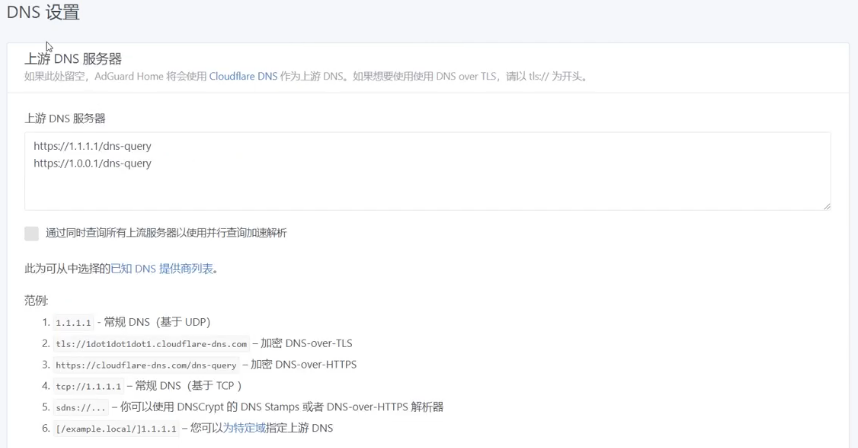 DNS 设置
上游 DNS 服务器
如果此处留空，AdGuard Home 将会使用 Cloudflare DNS 作为上游 DNS。如果想要使用使用 DNS over TLS，请以 tls:// 为开头。
上游 DNS 服务器
https://1.1.1.1/dns-query
https://1.0.0.1/dns-query
通过同时查询所有上流服务器以使用并行查询加速解析
此为可从中选择的已知 DNS 提供商列表。
范例:
1. 1.1.1.1 - 常规 DNS（基于 UDP）
2. tls://1dot1dot1dot1.cloudflare-dns.com – 加密 DNS-over-TLS
3. https://cloudflare-dns.com/dns-query – 加密 DNS-over-HTTPS
4. tcp://1.1.1.1 – 常规 DNS（基于 TCP ）
5. sdns://... – 你可以使用 DNSCrypt 的 DNS Stamps 或者 DNS-over-HTTPS 解析器
6. [/example.local/]1.1.1.1 – 您可以为特定域指定上游 DNS